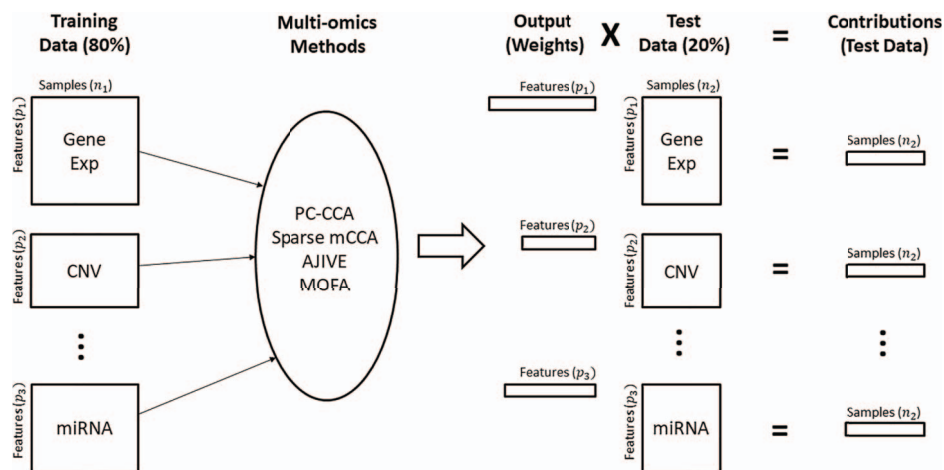 Training
Data (80%)
Multi-omics
Methods
Output
(Weights)
X
Test
Data (20%)
=
Contributions
(Test Data)
Samples (n₁)
Features (p₁)
Gene
Exp
Features (p₂)
CNV
⋮
Features (p₃)
miRNA
PC-CCA
Sparse mCCA
AJIVE
MOFA
Features (p₁)
Features (p₂)
Features (p₃)
Samples (n₂)
Features (p₁)
Gene
Exp
=
Samples (n₂)
Features (p₂)
CNV
=
Samples (n₂)
⋮
⋮
Features (p₃)
miRNA
=
Samples (n₂)